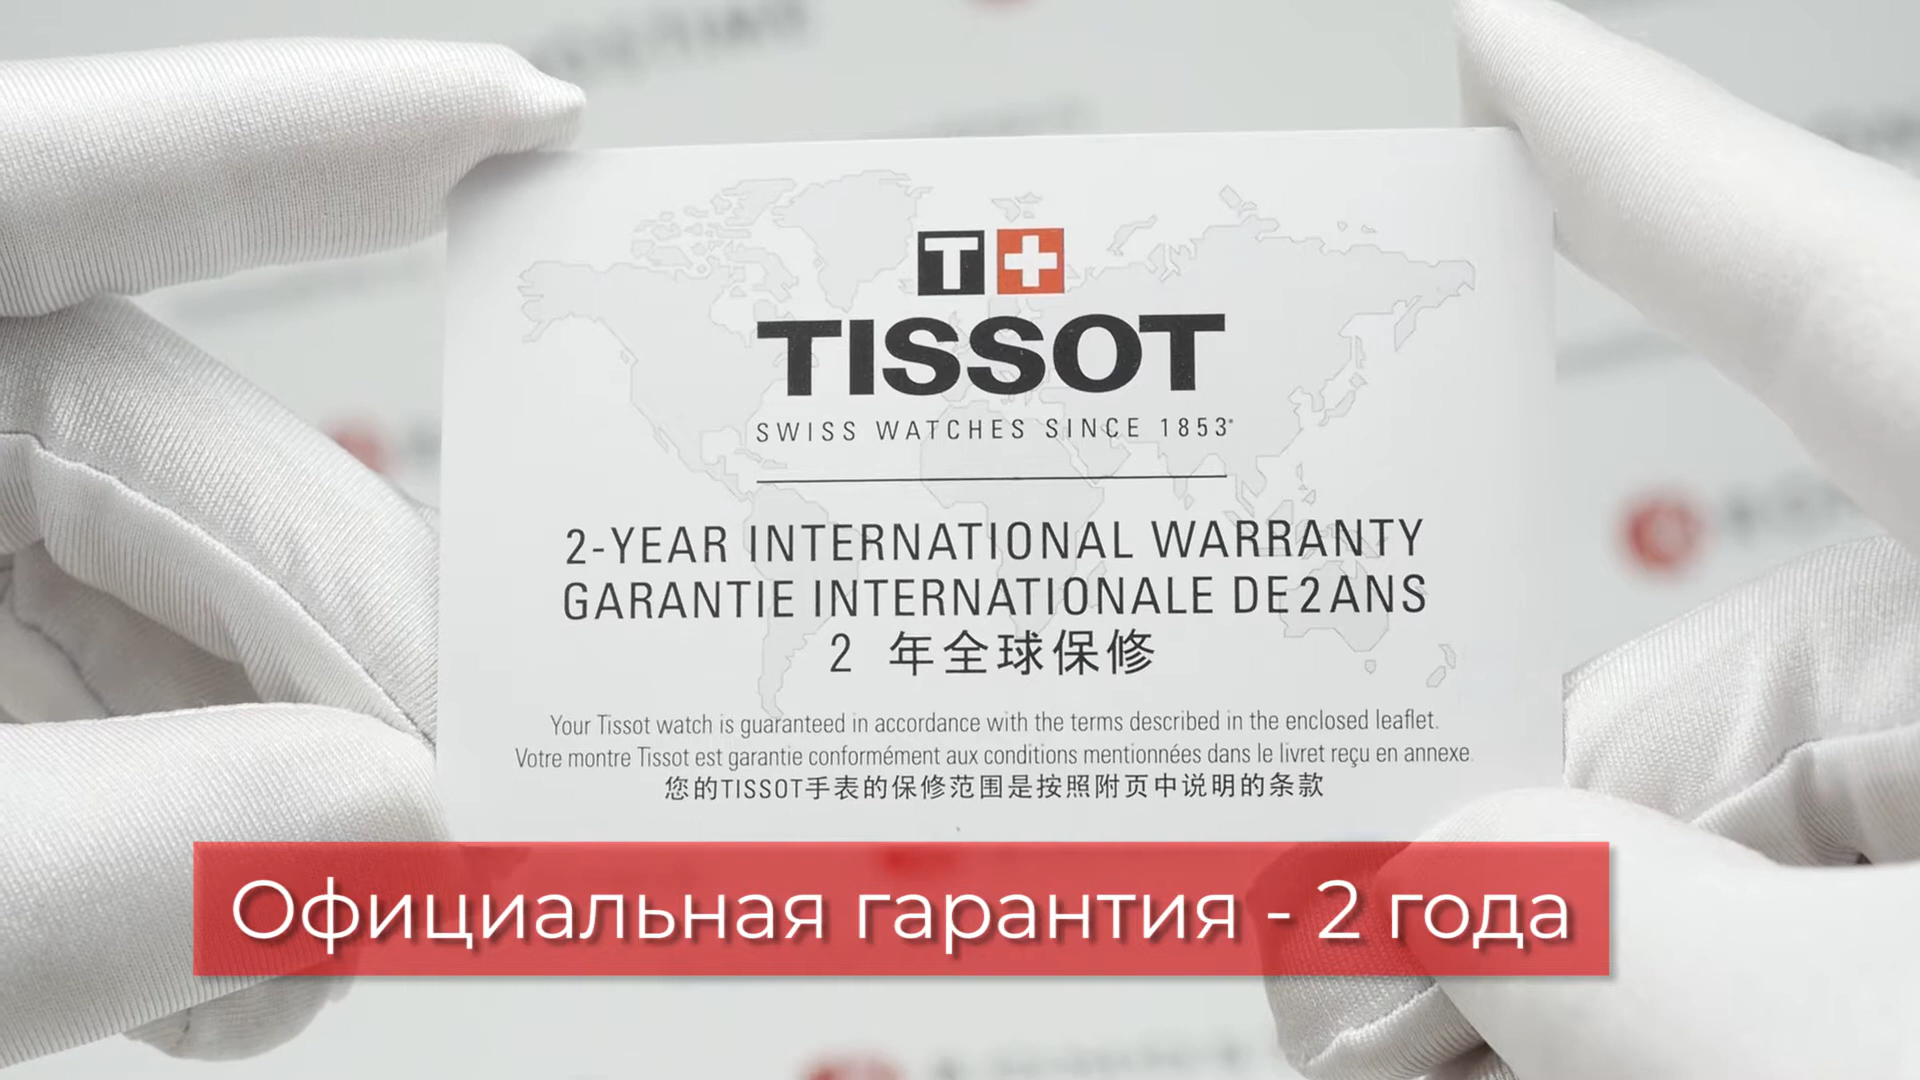 T+
TISSOT
SWISS WATCHES SINCE 1853
2-YEAR INTERNATIONAL WARRANTY
GARANTIE INTERNATIONALE DE 2 ANS
2 年全球保修
Your Tissot watch is guaranteed in accordance with the terms described in the enclosed leaflet.
Votre montre Tissot est garantie conformément aux conditions mentionnées dans le livret reçu en annexe.
您的TISSOT手表的保修范围是按照附页中说明的条款
Официальная гарантия - 2 года